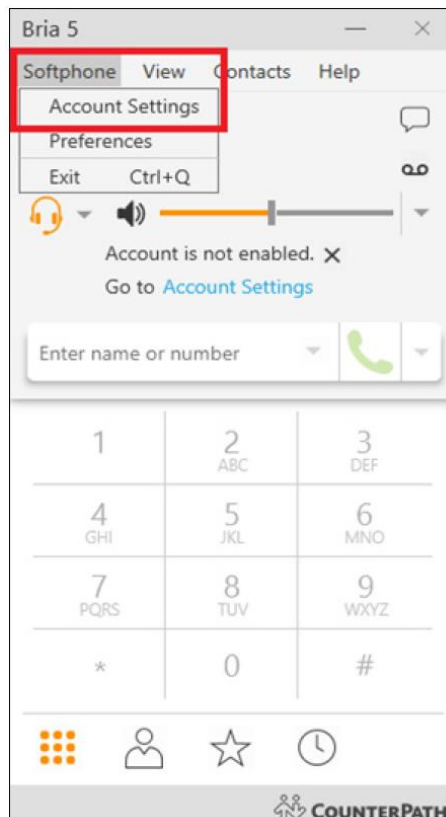 Bria 5
Softphone View Contacts Help
Account Settings
Preferences
Exit Ctrl+Q
Account is not enabled.
Go to Account Settings
Enter name or number
1 2 3
ABC DEF
4 5 6
GHI JKL MNO
7 8 9
PQRS TUV WXYZ
* 0 #
COUNTERPATH